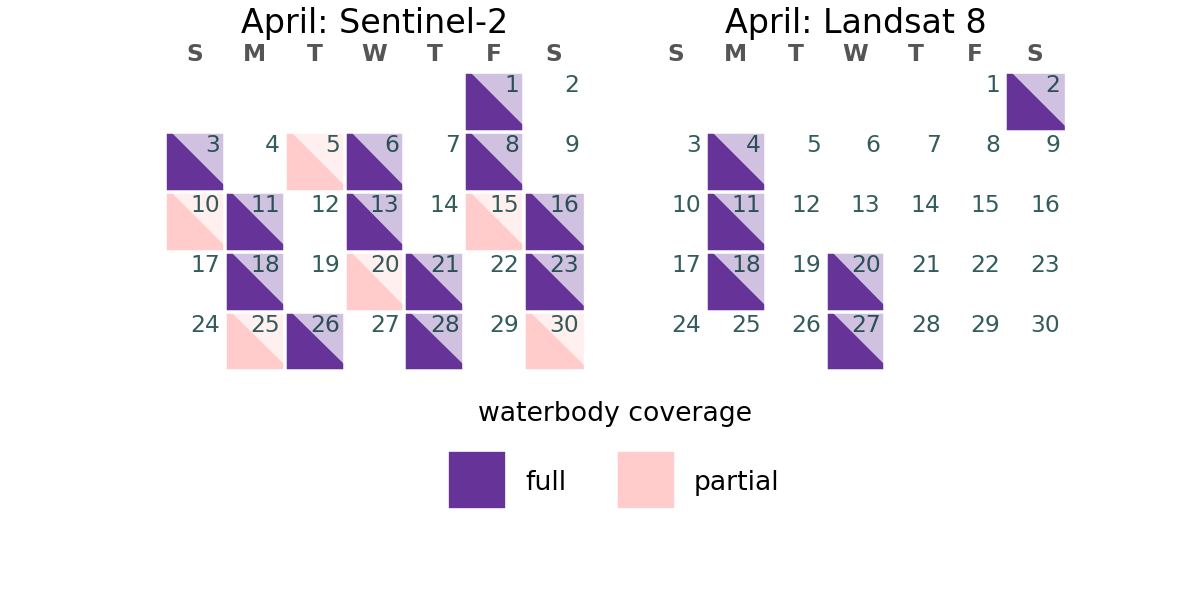 April: Sentinel-2
S M T W T F S
1 2
3 4 5 6 7 8 9
10 11 12 13 14 15 16
17 18 19 20 21 22 23
24 25 26 27 28 29 30
April: Landsat 8
S M T W T F S
1 2
3 4 5 6 7 8 9
10 11 12 13 14 15 16
17 18 19 20 21 22 23
24 25 26 27 28 29 30
waterbody coverage
full
partial